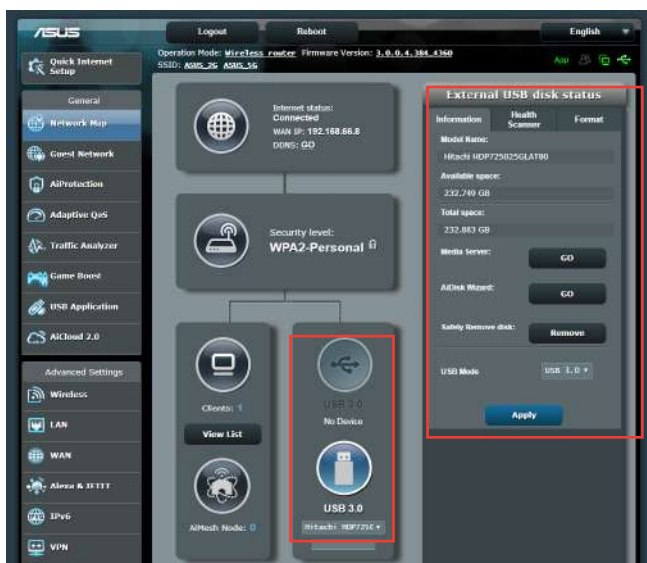 ASUS
Logout
Reboot
English
Operation Mode: Wireless router Firmware Version: 3.0.0.4.384_4360
SSID: ASUS_2G ASUS_5G
App
Quick Internet
Setup
General
Network Map
Guest Network
AiProtection
Adaptive QoS
Traffic Analyzer
Game Boost
USB Application
AiCloud 2.0
Advanced Settings
Wireless
LAN
WAN
Alexa & IFTTT
IPv6
VPN
Internet status:
Connected
WAN IP: 192.168.66.8
DDNS: GO
Security level:
WPA2-Personal
Clients: 1
View List
AiMesh Node: 0
No Device
USB 3.0
Hitachi HDP725C
External USB disk status
Information
Health
Scanner
Format
Model Name:
Hitachi HDP725025GLAT80
Available space:
232.749 GB
Total space:
232.883 GB
Media Server:
GO
AiDisk Wizard:
GO
Safely Remove disk:
Remove
USB Mode
USB 3.0
Apply